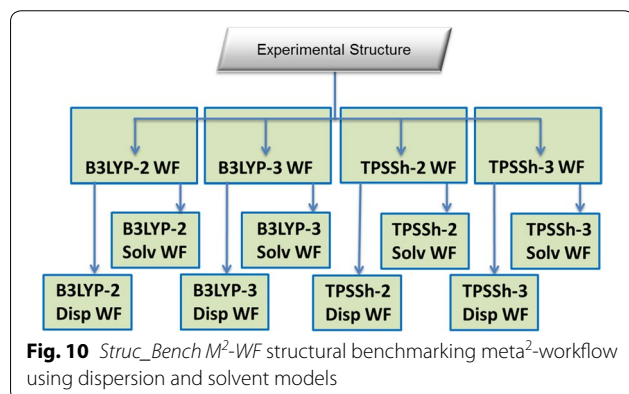 Experimental Structure
B3LYP-2 WF
B3LYP-3 WF
TPSSh-2 WF
TPSSh-3 WF
B3LYP-2
Solv WF
B3LYP-3
Solv WF
TPSSh-2
Solv WF
TPSSh-3
Solv WF
B3LYP-2
Disp WF
B3LYP-3
Disp WF
TPSSh-2
Disp WF
TPSSh-3
Disp WF
Fig. 10 Struc_Bench M²-WF structural benchmarking meta²-workflow
using dispersion and solvent models